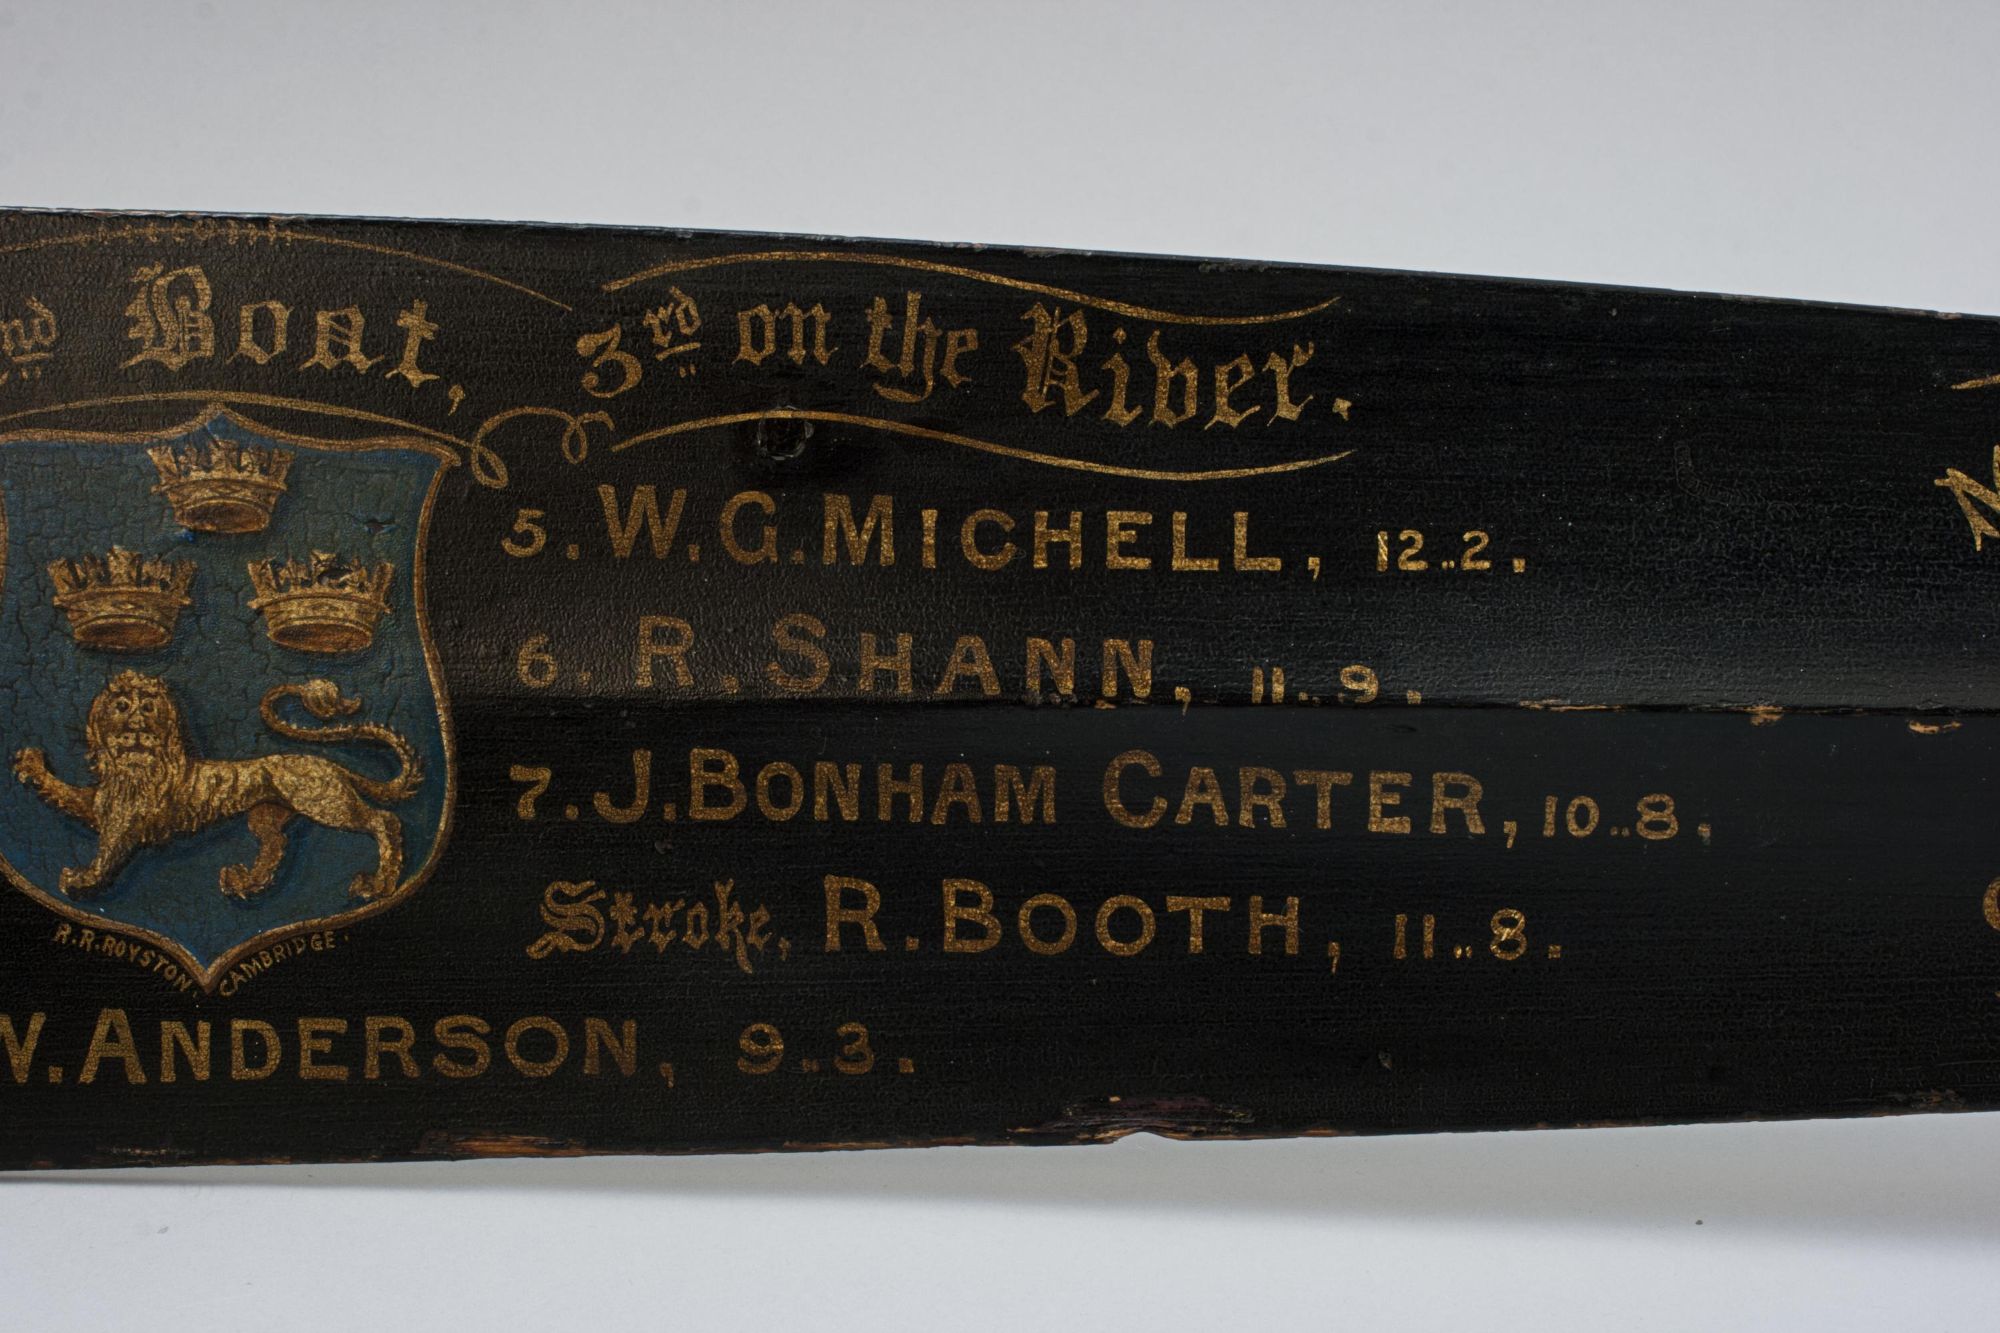 nd Boat, 3rd on the River.
5. W. G. MICHELL, 12..2.
6. R. SHANN, 11..9.
7. J. BONHAM CARTER, 10..8.
Stroke, R. BOOTH, 11..8.
R. R. ROYSTON. CAMBRIDGE.
W. ANDERSON, 9..3.